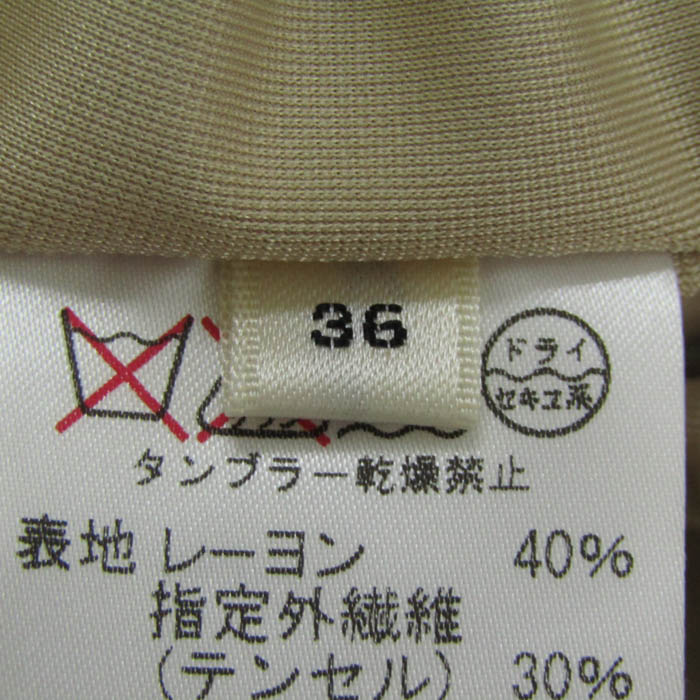 36
ドライ
セキユ系
タンブラー乾燥禁止
表地 レーヨン 40%
指定外繊維
(テンセル) 30%